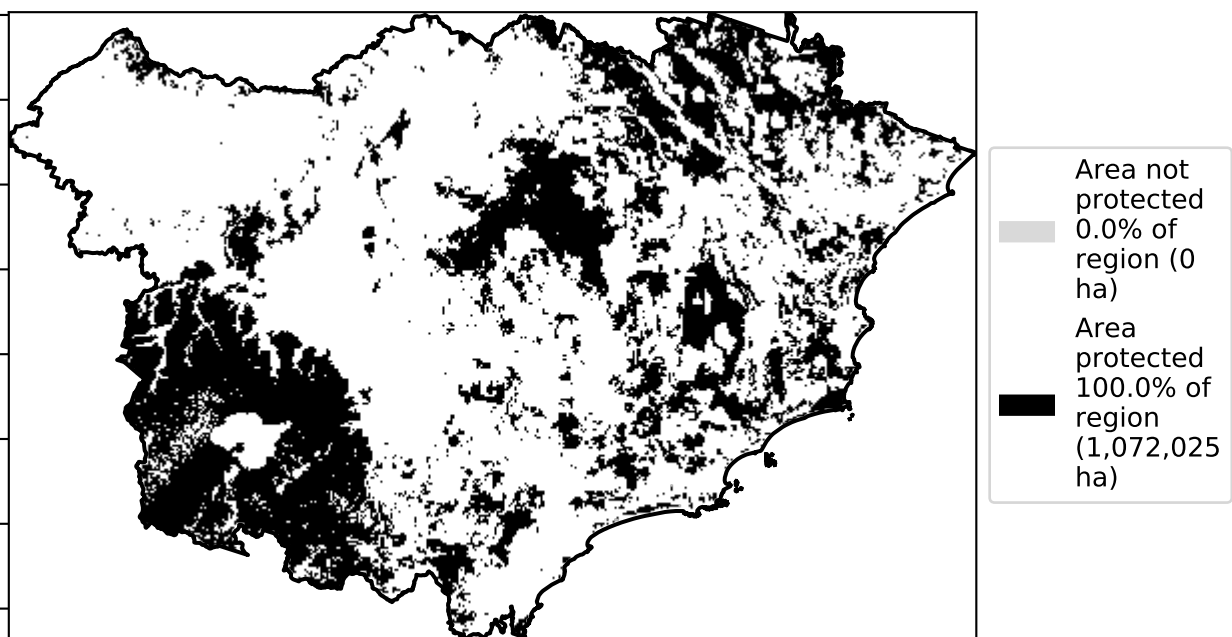 Area not
protected
0.0% of
region (0
ha)
Area
protected
100.0% of
region
(1,072,025
ha)